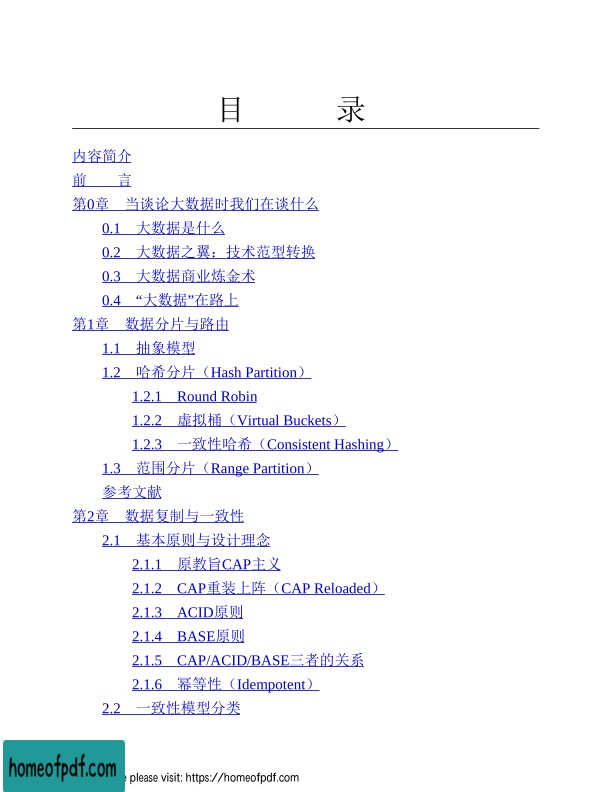 目 录
内容简介
前 言
第0章 当谈论大数据时我们在谈什么
0.1 大数据是什么
0.2 大数据之翼：技术范型转换
0.3 大数据商业炼金术
0.4 “大数据”在路上
第1章 数据分片与路由
1.1 抽象模型
1.2 哈希分片（Hash Partition）
1.2.1 Round Robin
1.2.2 虚拟桶（Virtual Buckets）
1.2.3 一致性哈希（Consistent Hashing）
1.3 范围分片（Range Partition）
参考文献
第2章 数据复制与一致性
2.1 基本原则与设计理念
2.1.1 原教旨CAP主义
2.1.2 CAP重装上阵（CAP Reloaded）
2.1.3 ACID原则
2.1.4 BASE原则
2.1.5 CAP/ACID/BASE三者的关系
2.1.6 幂等性（Idempotent）
2.2 一致性模型分类
homeofpdf.com
please visit: https://homeofpdf.com